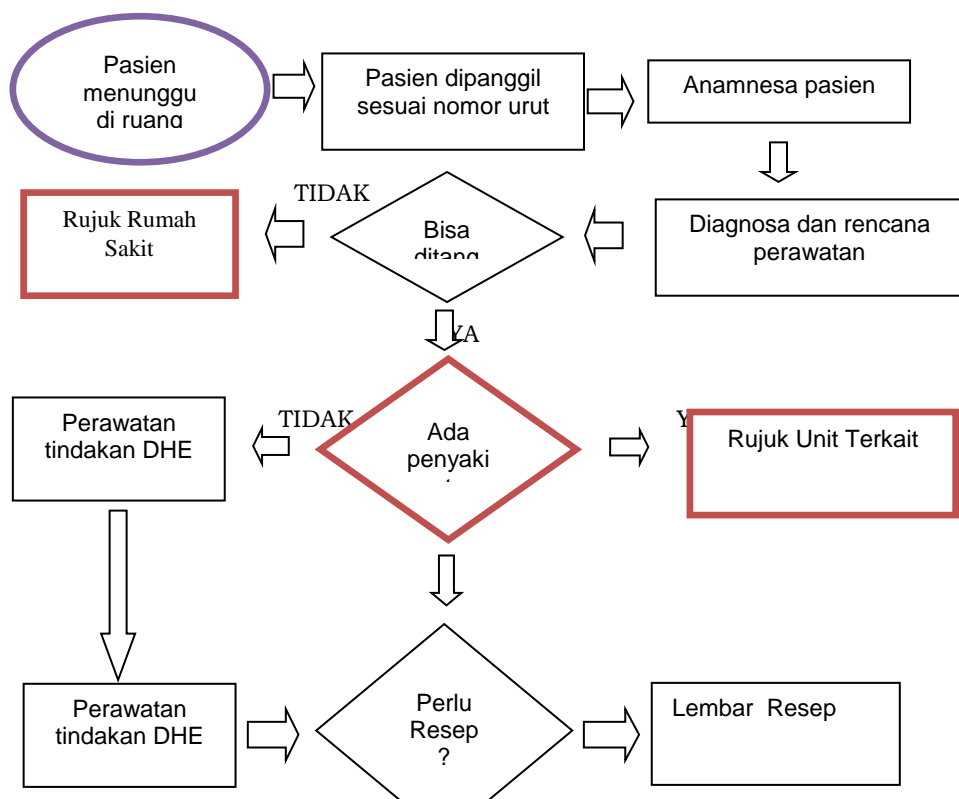 Pasien
menunggu
di ruang
Pasien dipanggil
sesuai nomor urut
Anamnesa pasien
TIDAK
Rujuk Rumah
Sakit
Bisa
Diagnosa dan rencana
perawatan
YA
Perawatan
tindakan DHE
TIDAK
Ada
penyaki
Rujuk Unit Terkait
Perawatan
tindakan DHE
Perlu
Resep
?
Lembar Resep